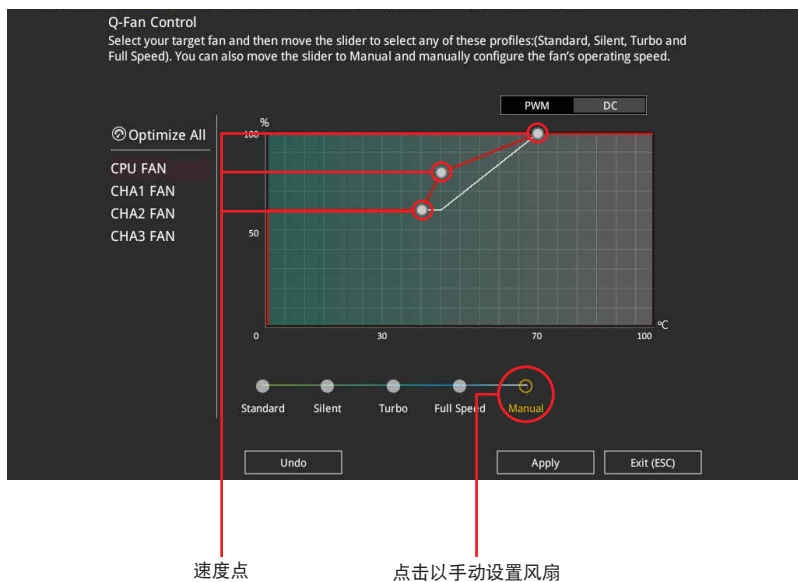 Q-Fan Control
Select your target fan and then move the slider to select any of these profiles:(Standard, Silent, Turbo and
Full Speed). You can also move the slider to Manual and manually configure the fan's operating speed.
PWM DC
%
Optimize All
100
CPU FAN
CHA1 FAN
CHA2 FAN
CHA3 FAN
50
°C
0 30 70 100
Standard Silent Turbo Full Speed Manual
Undo Apply Exit (ESC)
速度点 点击以手动设置风扇